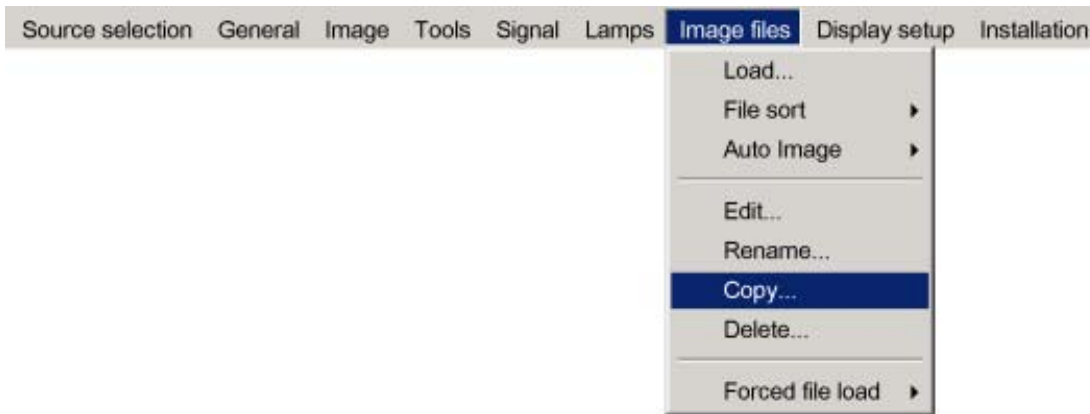 Source selection General Image Tools Signal Lamps Image files Display setup Installation
Load...
File sort
Auto Image
Edit...
Rename...
Copy...
Delete...
Forced file load